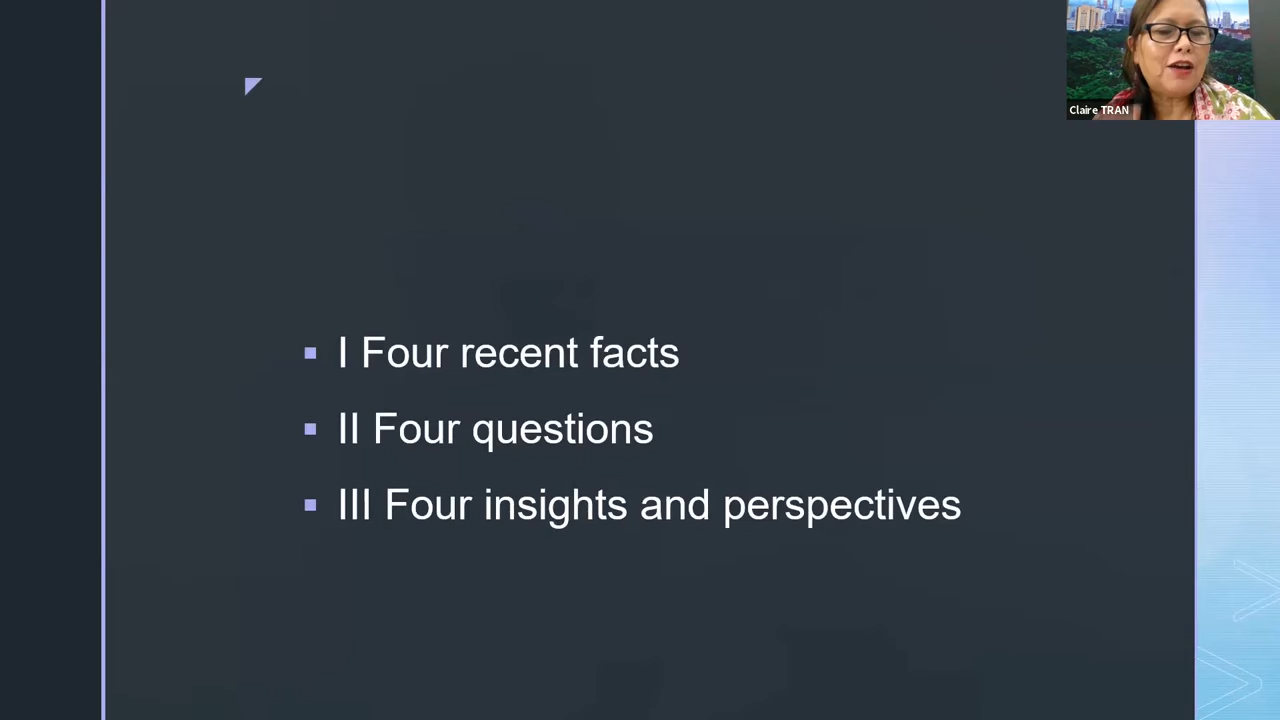 Claire TRAN
I Four recent facts
II Four questions
III Four insights and perspectives